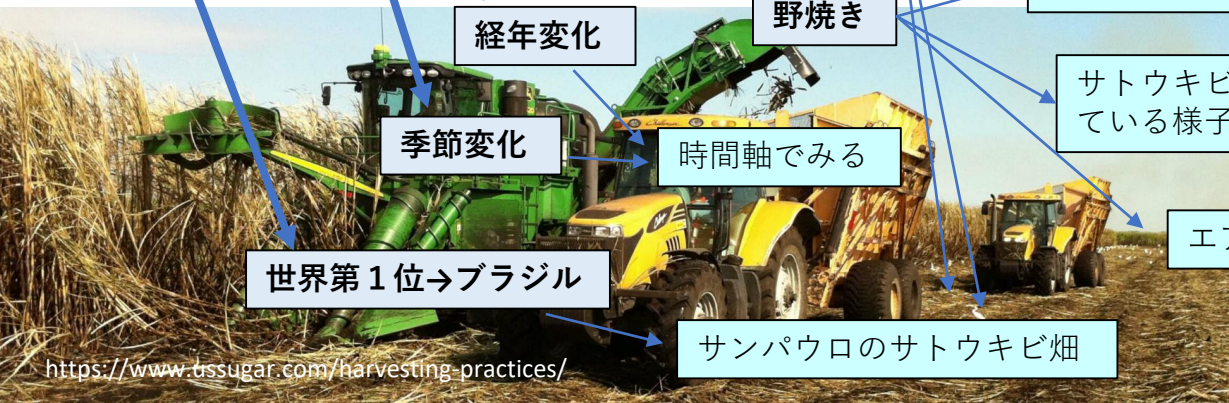 野焼き
経年変化
サトウキビ
ている様子
季節変化
時間軸でみる
世界第１位→ブラジル
サンパウロのサトウキビ畑
https://www.ussugar.com/harvesting-practices/